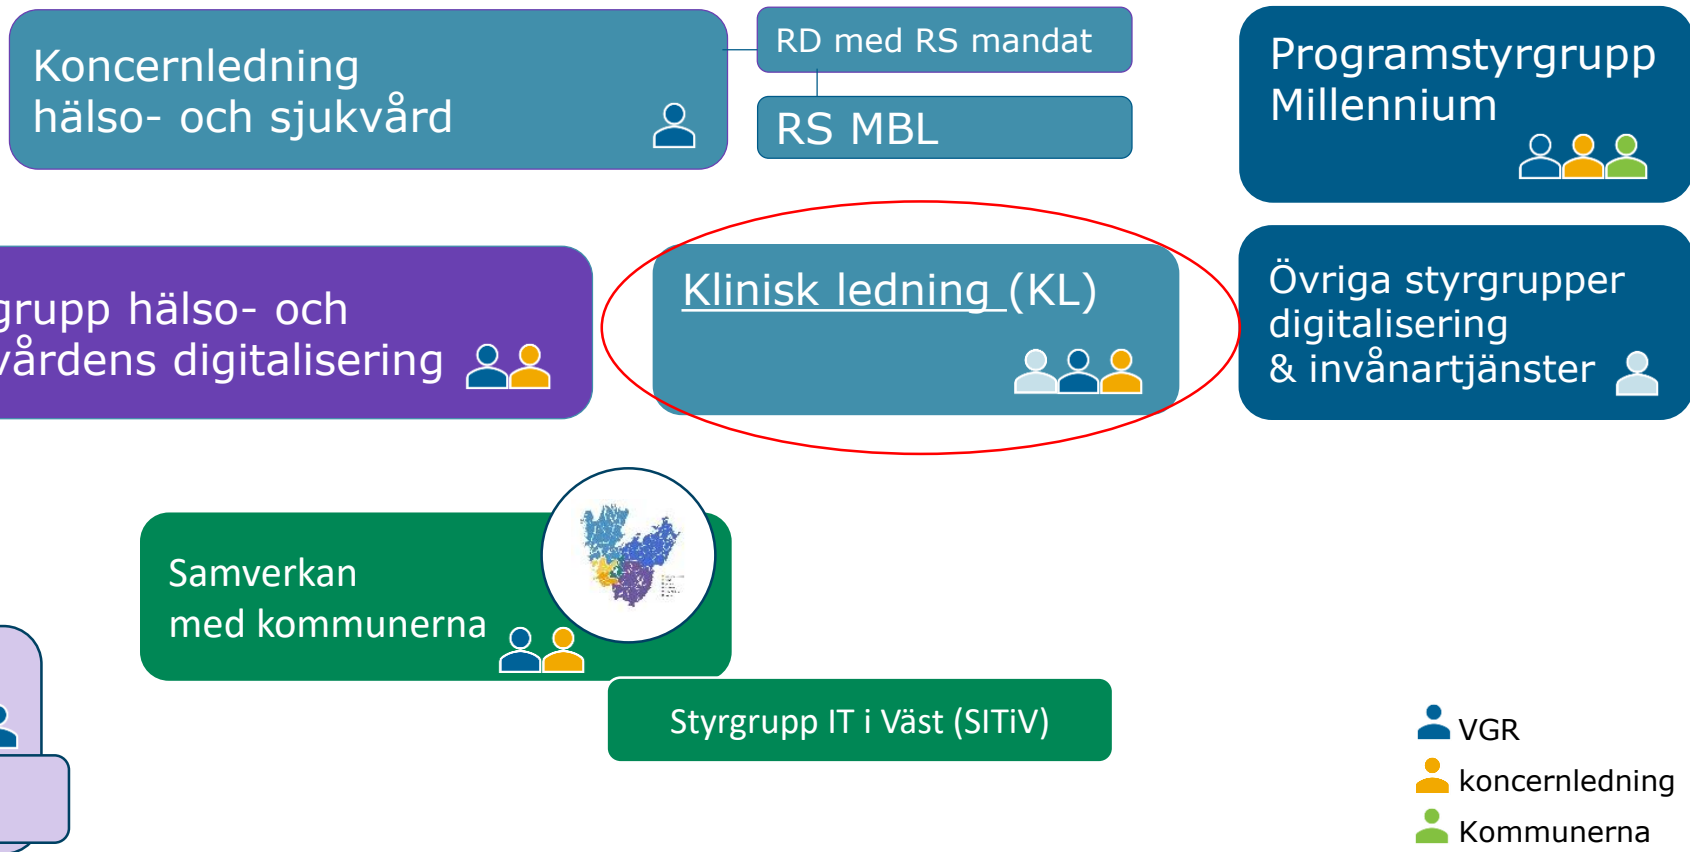 Koncernledning
hälso- och sjukvård
RD med RS mandat
RS MBL
Programstyrgrupp
Millennium
grupp hälso- och
vårdens digitalisering
Klinisk ledning (KL)
Övriga styrgrupper
digitalisering
& invånartjänster
Samverkan
med kommunerna
Styrgrupp IT i Väst (SITiV)
VGR
koncernledning
Kommunerna